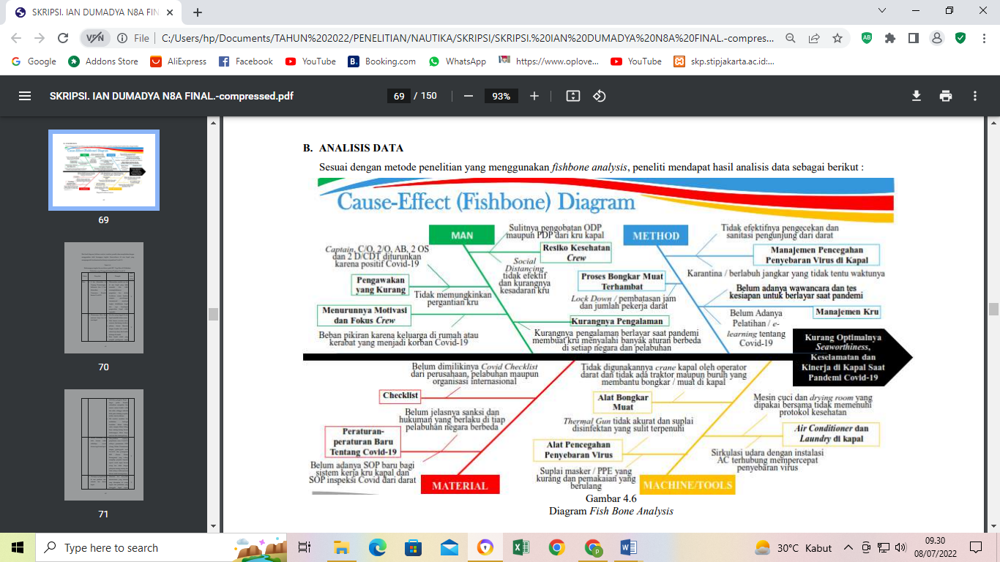 SKRIPSI. IAN DUMADYA N8A FIN
VPN
File
C:/Users/hp/Documents/TAHUN%202022/PENELITIAN/NAUTIKA/SKRIPSI/SKRIPSI.%20IAN%20DUMADYA%20N8A%20FINAL.-compres...
Google
Addons Store
AliExpress
Facebook
YouTube
Booking.com
WhatsApp
https://www.oplove...
YouTube
skp.stipjakarta.ac.id:...
SKRIPSI. IAN DUMADYA N8A FINAL.-compressed.pdf
69 / 150
93%
69
70
71
B. ANALISIS DATA
Sesuai dengan metode penelitian yang menggunakan fishbone analysis, peneliti mendapat hasil analisis data sebagai berikut :
Cause-Effect (Fishbone) Diagram
MAN
Sulitnya pengobatan ODP
maupun PDP dari kru kapal
Resiko Kesehatan
Crew
Captain, C/O, 2/O, AB, 2 OS
dan 2 D/CDT diturunkan
karena positif Covid-19
Social
Distancing
tidak efektif
dan kurangnya
kesadaran kru
Pengawakan
yang Kurang
Tidak memungkinkan
pergantian kru
Menurunnya Motivasi
dan Fokus Crew
Beban pikiran karena keluarga di rumah atau
kerabat yang menjadi korban Covid-19
Kurangnya Pengalaman
Kurangnya pengalaman berlayar saat pandemi
membuat kru menyalahi banyak aturan berbeda
di setiap negara dan pelabuhan
METHOD
Tidak efektifnya pengecekan dan
sanitasi pengunjung dari darat
Manajemen Pencegahan
Penyebaran Virus di Kapal
Karantina / berlabuh jangkar yang tidak tentu waktunya
Proses Bongkar Muat
Terhambat
Lock Down / pembatasan jam
dan jumlah pekerja darat
Belum adanya wawancara dan tes
kesiapan untuk berlayar saat pandemi
Manajemen Kru
Belum Adanya
Pelatihan / e-
learning tentang
Covid-19
Kurang Optimalnya
Seaworthiness,
Keselamatan dan
Kinerja di Kapal Saat
Pandemi Covid-19
Belum dimilikinya Covid Checklist
dari perusahaan, pelabuhan maupun
organisasi internasional
Checklist
Belum jelasnya sanksi dan
hukuman yang berlaku di tiap
pelabuhan negara berbeda
Peraturan-
peraturan Baru
Tentang Covid-19
Belum adanya SOP baru bagi
sistem kerja kru kapal dan
SOP inspeksi Covid dari darat
MATERIAL
Tidak digunakannya crane kapal oleh operator
darat dan tidak ada traktor maupun buruh yang
membantu bongkar / muat di kapal
Alat Bongkar
Muat
Thermal Gun tidak akurat dan suplai
disinfektan yang sulit terpenuhi
Alat Pencegahan
Penyebaran Virus
Suplai masker / PPE yang
kurang dan pemakaian yang
berulang
Mesin cuci dan drying room yang
dipakai bersama tidak memenuhi
protokol kesehatan
Air Conditioner dan
Laundry di kapal
Sirkulasi udara dengan instalasi
AC terhubung mempercepat
penyebaran virus
MACHINE/TOOLS
Gambar 4.6
Diagram Fish Bone Analysis
Type here to search
30°C Kabut
09.30
08/07/2022